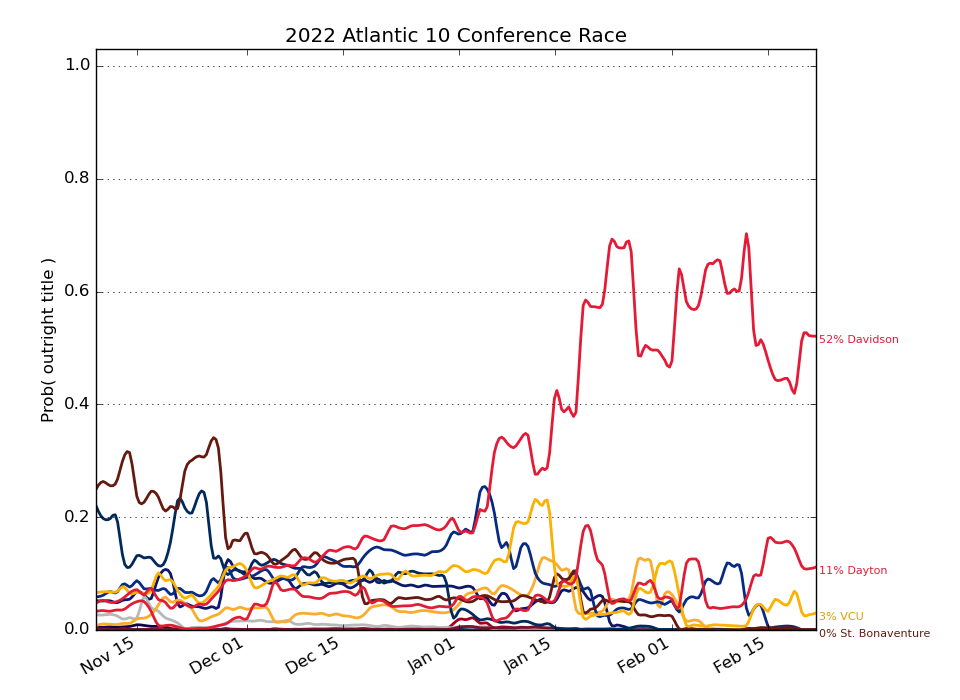 2022 Atlantic 10 Conference Race
Prob( outright title )
1.0
0.8
0.6
0.4
0.2
0.0
52% Davidson
11% Dayton
3% VCU
0% St. Bonaventure
Nov 15
Dec 01
Dec 15
Jan 01
Jan 15
Feb 01
Feb 15